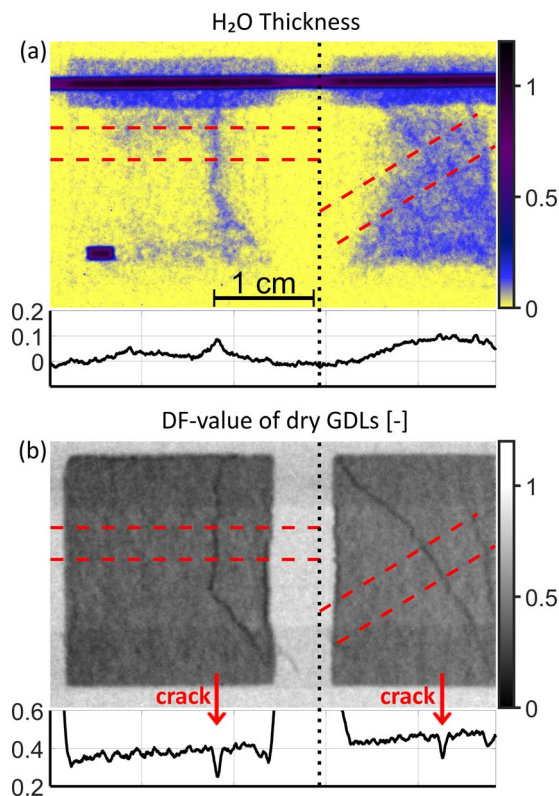 H₂O Thickness
(a)
1
0.5
0
1 cm
0.2
0.1
0
DF-value of dry GDLs [-]
(b)
1
0.5
0
crack crack
0.6
0.4
0.2